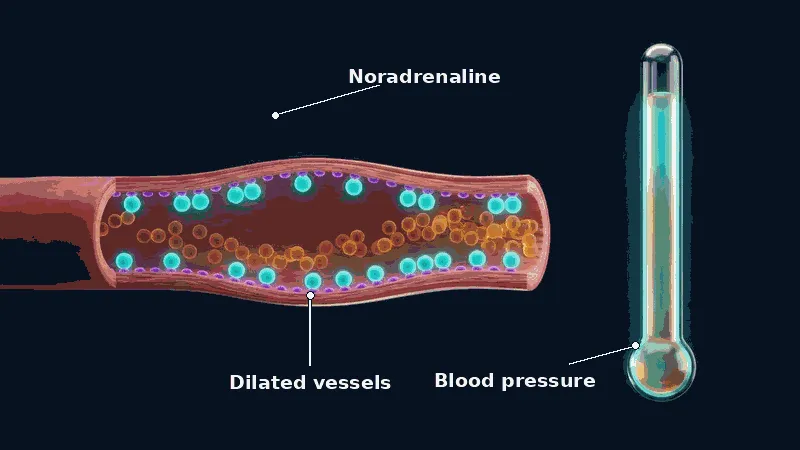 Noradrenaline
Dilated vessels
Blood pressure